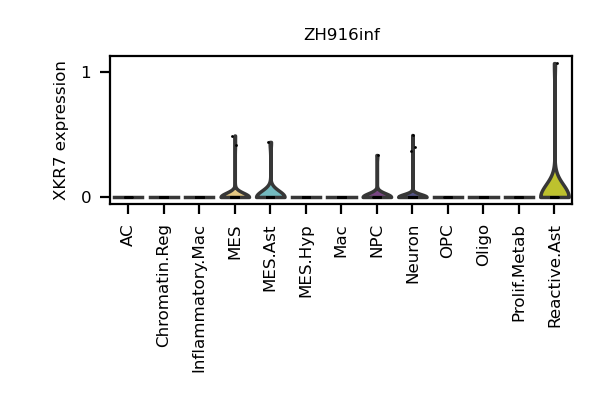 ZH916inf
XKR7 expression
1
0
AC
Chromatin.Reg
Inflammatory.Mac
MES
MES.Ast
MES.Hyp
Mac
NPC
Neuron
OPC
Oligo
Prolif.Metab
Reactive.Ast